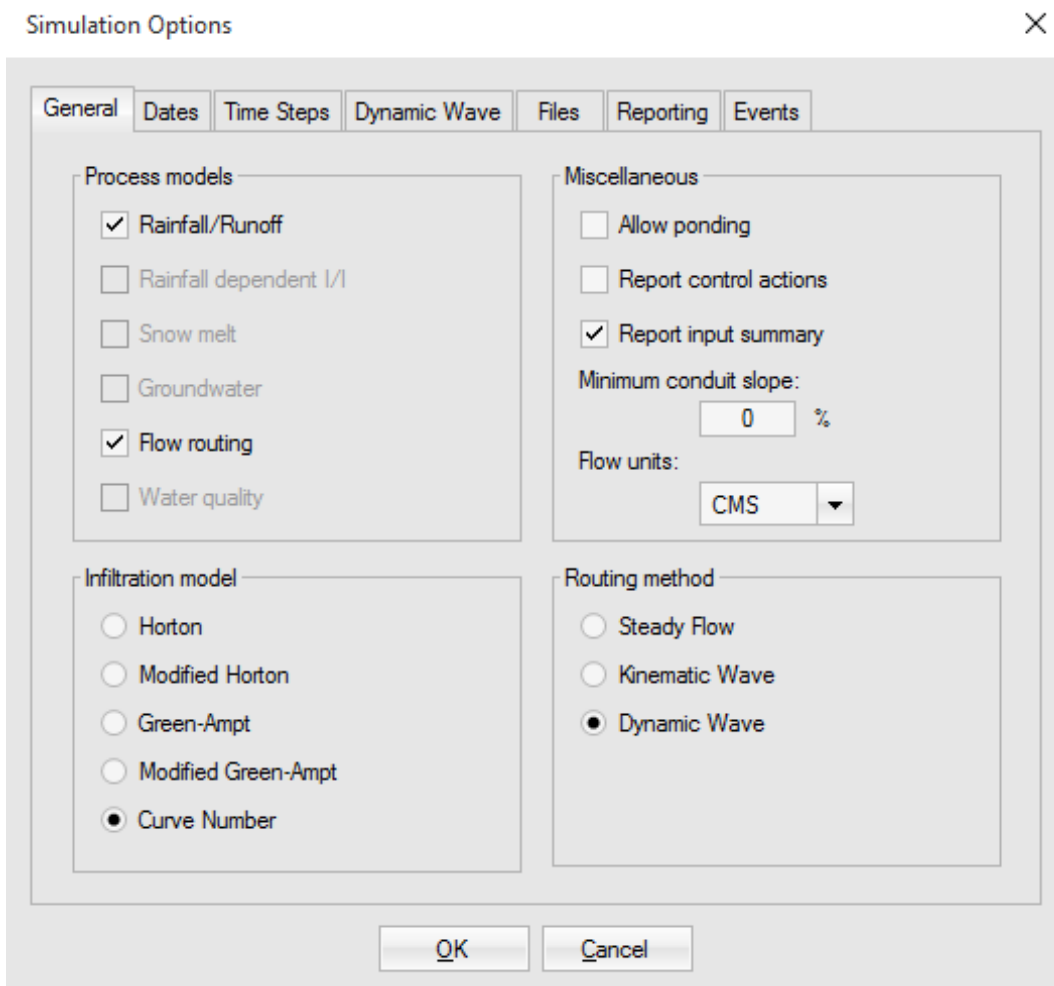 Simulation Options
General Dates Time Steps Dynamic Wave Files Reporting Events
Process models
Rainfall/Runoff
Rainfall dependent I/I
Snow melt
Groundwater
Flow routing
Water quality
Miscellaneous
Allow ponding
Report control actions
Report input summary
Minimum conduit slope:
0 %
Flow units:
CMS
Infiltration model
Horton
Modified Horton
Green-Ampt
Modified Green-Ampt
Curve Number
Routing method
Steady Flow
Kinematic Wave
Dynamic Wave
OK Cancel